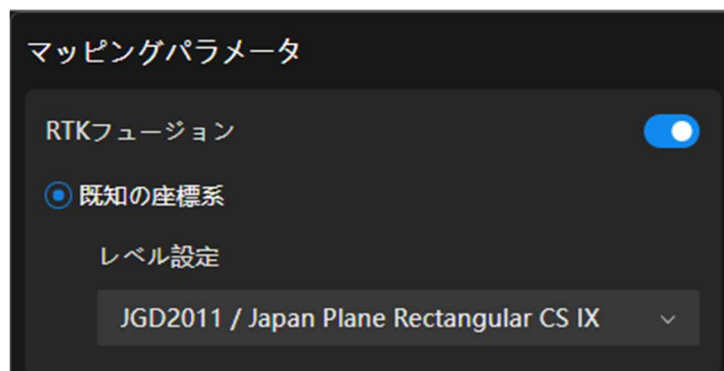 マッピングパラメータ
RTKフュージョン
既知の座標系
レベル設定
JGD2011 / Japan Plane Rectangular CS IX